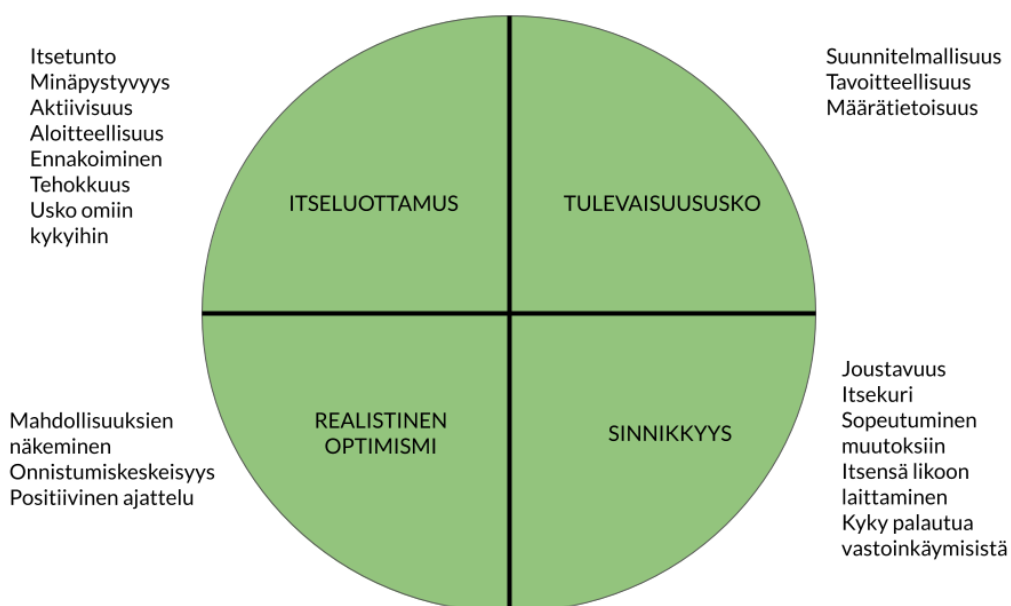 Itsetunto
Minäpystyvyys
Aktiivisuus
Aloitteellisuus
Ennakoiminen
Tehokkuus
Usko omiin
kykyihin
ITSELUOTTAMUS
TULEVAISUUSUSKO
Suunnitelmallisuus
Tavoitteellisuus
Määrätietoisuus
Mahdollisuuksien
näkeminen
Onnistumiskeskeisyys
Positiivinen ajattelu
REALISTINEN
OPTIMISMI
SINNIKKYYS
Joustavuus
Itsekuri
Sopeutuminen
muutoksiin
Itsensä likoon
laittaminen
Kyky palautua
vastoinkäymisistä